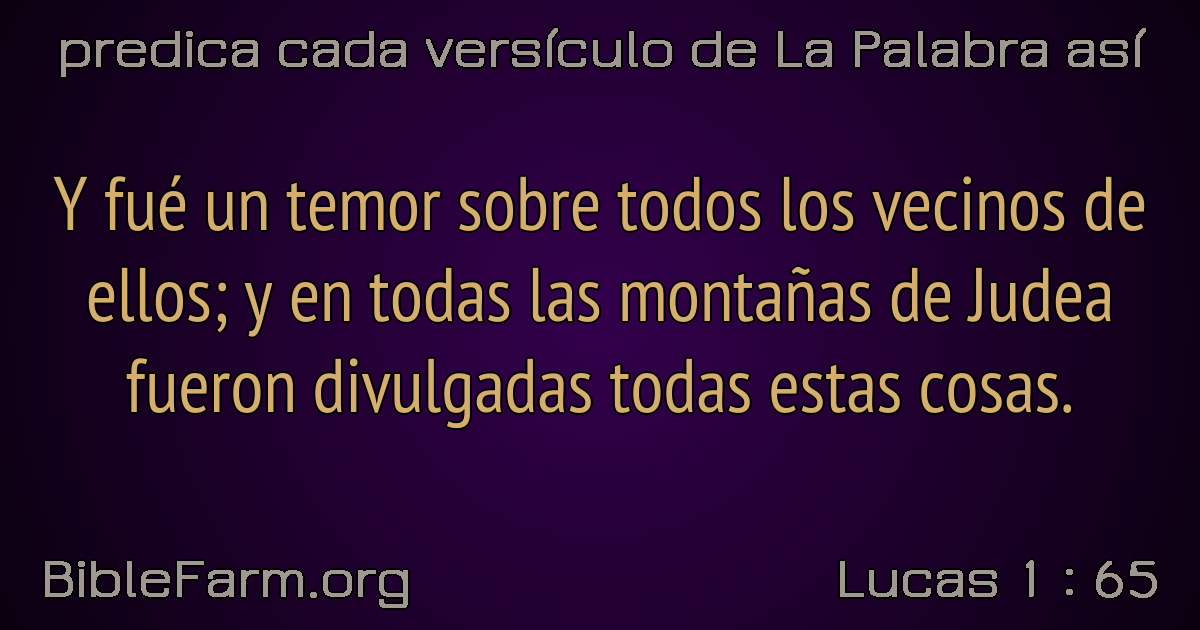 predica cada versículo de La Palabra así
Y fué un temor sobre todos los vecinos de
ellos; y en todas las montañas de Judea
fueron divulgadas todas estas cosas.
BibleFarm.org
Lucas 1 : 65